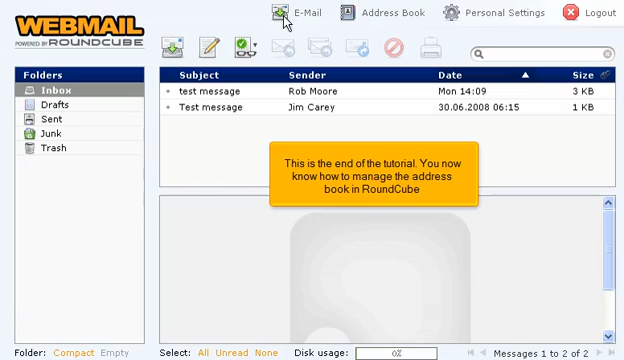 E-Mail Address Book Personal Settings Logout
WEBMAIL
POWERED BY ROUNDCUBE
Folders
Inbox
Drafts
Sent
Junk
Trash
Subject Sender Date Size
test message Rob Moore Mon 14:09 3 KB
Test message Jim Carey 30.06.2008 06:15 1 KB
This is the end of the tutorial. You now
know how to manage the address
book in RoundCube
Folder: Compact Empty Select: All Unread None Disk usage: 0% Messages 1 to 2 of 2